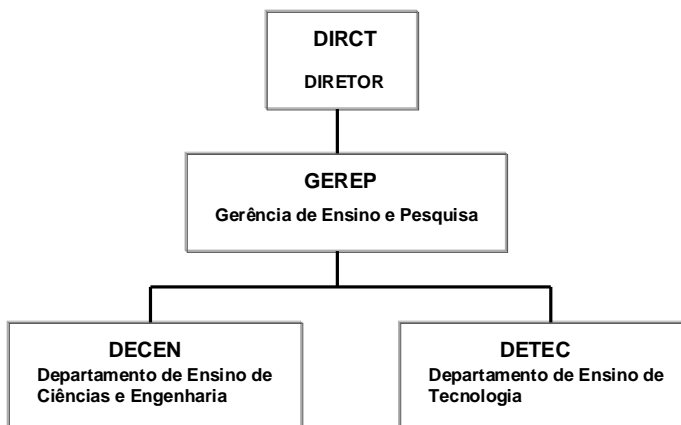 DIRCT
DIRETOR
GEREP
Gerência de Ensino e Pesquisa
DECEN
Departamento de Ensino de
Ciências e Engenharia
DETEC
Departamento de Ensino de
Tecnologia